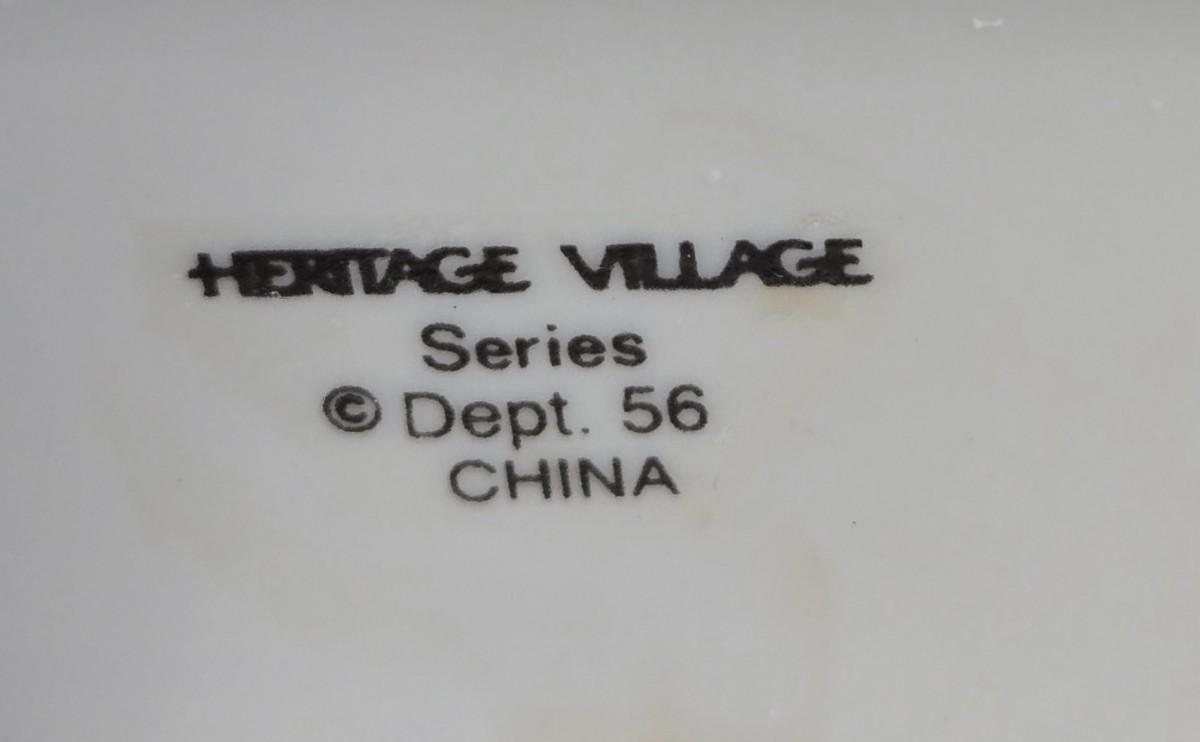 HERITAGE VILLAGE
Series
© Dept. 56
CHINA